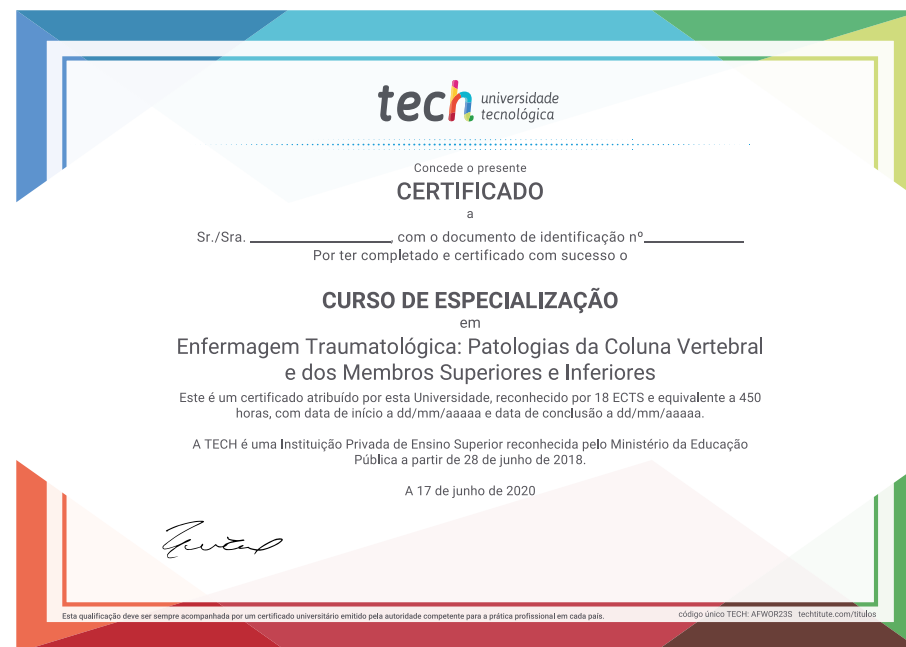 tech universidade
tecnológica
Concede o presente
CERTIFICADO
a
Sr./Sra. , com o documento de identificação nº
Por ter completado e certificado com sucesso o
CURSO DE ESPECIALIZAÇÃO
em
Enfermagem Traumatológica: Patologias da Coluna Vertebral
e dos Membros Superiores e Inferiores
Este é um certificado atribuído por esta Universidade, reconhecido por 18 ECTS e equivalente a 450
horas, com data de início a dd/mm/aaaaa e data de conclusão a dd/mm/aaaaa.
A TECH é uma Instituição Privada de Ensino Superior reconhecida pelo Ministério da Educação
Pública a partir de 28 de junho de 2018.
A 17 de junho de 2020
Esta qualificação deve ser sempre acompanhada por um certificado universitário emitido pela autoridade competente para a prática profissional em cada país.
código único TECH: AFWOR23S techtitute.com/titulos